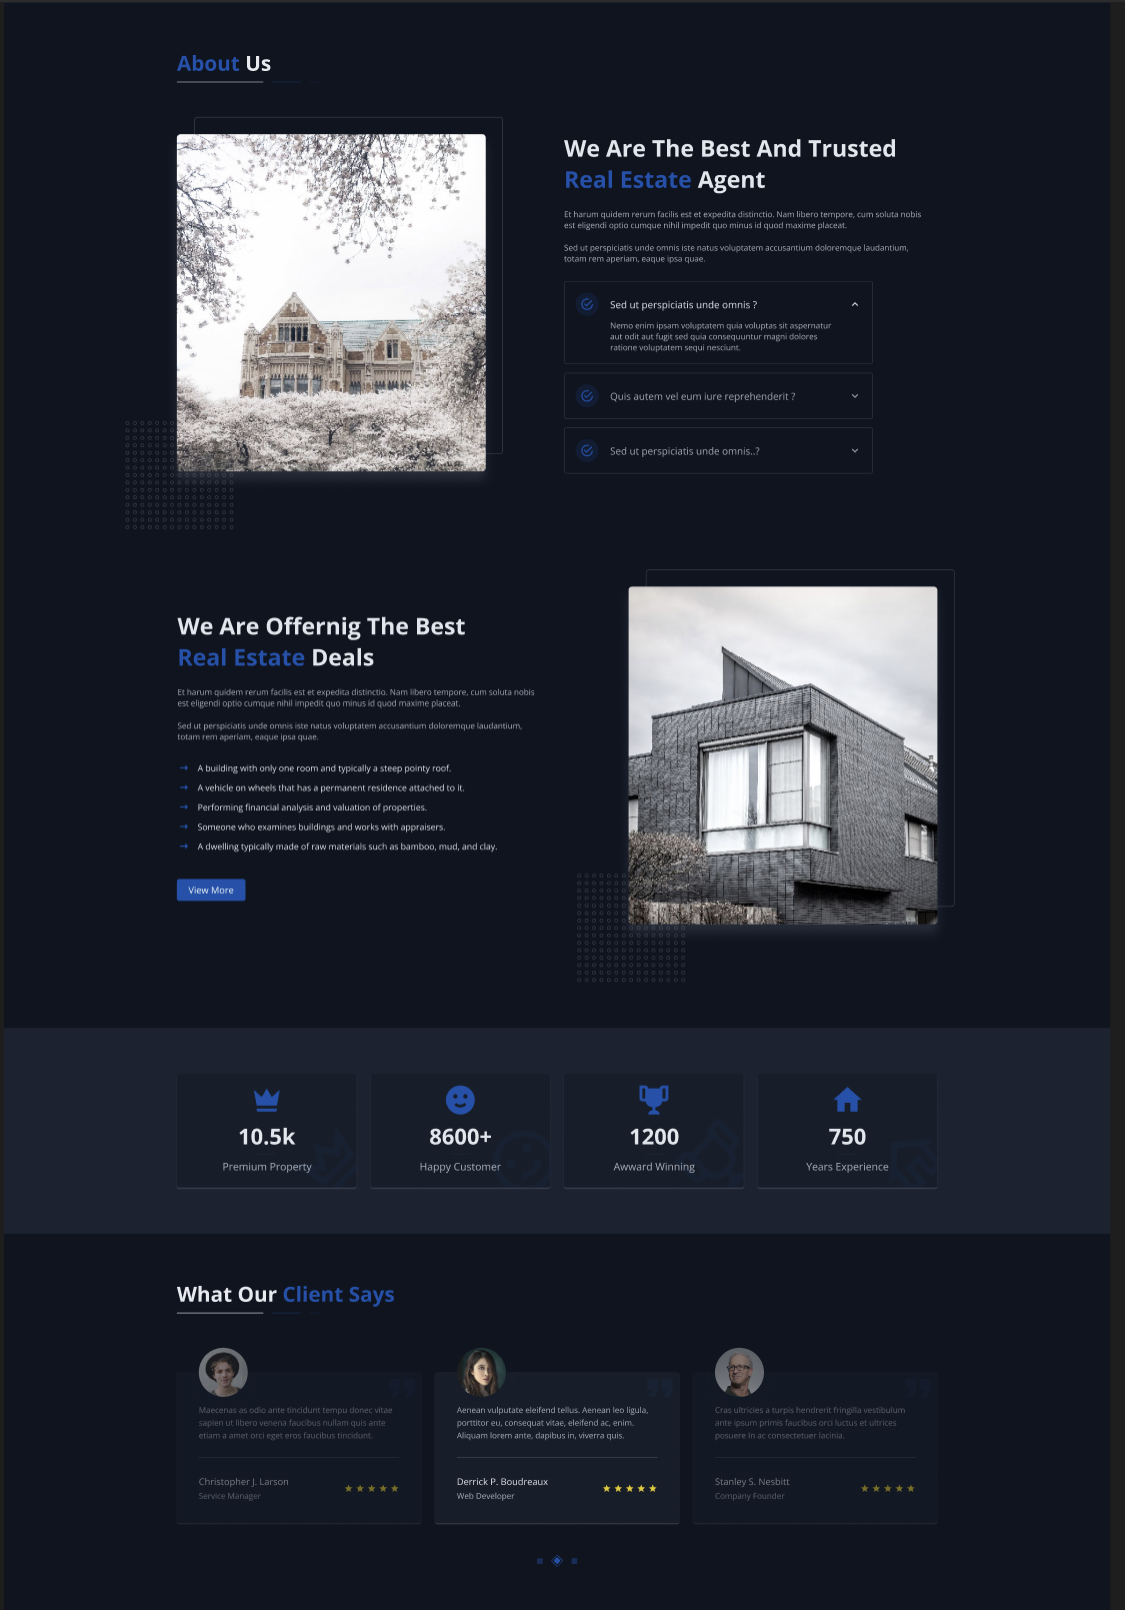 About Us
We Are The Best And Trusted
Real Estate Agent
Et harum quidem rerum facilis est et expedita distinctio. Nam libero tempore, cum soluta nobis
est eligendi optio cumque nihil impedit quo minus id quod maxime placeat.
Sed ut perspiciatis unde omnis iste natus voluptatem accusantium doloremque laudantium,
totam rem aperiam, eaque ipsa quae.
Sed ut perspiciatis unde omnis ?
Nemo enim ipsam voluptatem quia voluptas sit aspernatur
aut odit aut fugit sed quia consequuntur magni dolores
ratione voluptatem sequi nesciunt.
Quis autem vel eum iure reprehenderit ?
Sed ut perspiciatis unde omnis..?
We Are Offernig The Best
Real Estate Deals
Et harum quidem rerum facilis est et expedita distinctio. Nam libero tempore, cum soluta nobis
est eligendi optio cumque nihil impedit quo minus id quod maxime placeat.
Sed ut perspiciatis unde omnis iste natus voluptatem accusantium doloremque laudantium,
totam rem aperiam, eaque ipsa quae.
A building with only one room and typically a steep pointy roof.
A vehicle on wheels that has a permanent residence attached to it.
Performing financial analysis and valuation of properties.
Someone who examines buildings and works with appraisers.
A dwelling typically made of raw materials such as bamboo, mud, and clay.
View More
10.5k
Premium Property
8600+
Happy Customer
1200
Awward Winning
750
Years Experience
What Our Client Says
Maecenas as odio ante tincidunt tempu donec vitae
sapien ut libero venena faucibus nullam quis ante
etiam a amet orci eget eros faucibus tincidunt.
Christopher J. Larson
Service Manager
Aenean vulputate eleifend tellus. Aenean leo ligula,
porttitor eu, consequat vitae, eleifend ac, enim.
Aliquam lorem ante, dapibus in, viverra quis.
Derrick P. Boudreaux
Web Developer
Cras ultricies a turpis hendrerit fringilla vestibulum
ante ipsum primis faucibus orci luctus et ultrices
posuere In ac consectetuer lacinia.
Stanley S. Nesbitt
Company Founder